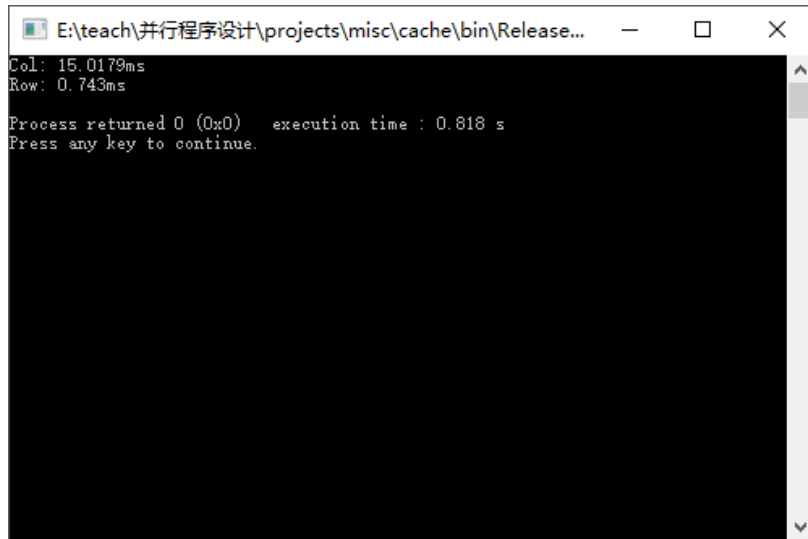 E:\teach\并行程序设计\projects\misc\cache\bin\Release...
Col: 15.0179ms
Row: 0.743ms
Process returned 0 (0x0)   execution time : 0.818 s
Press any key to continue.